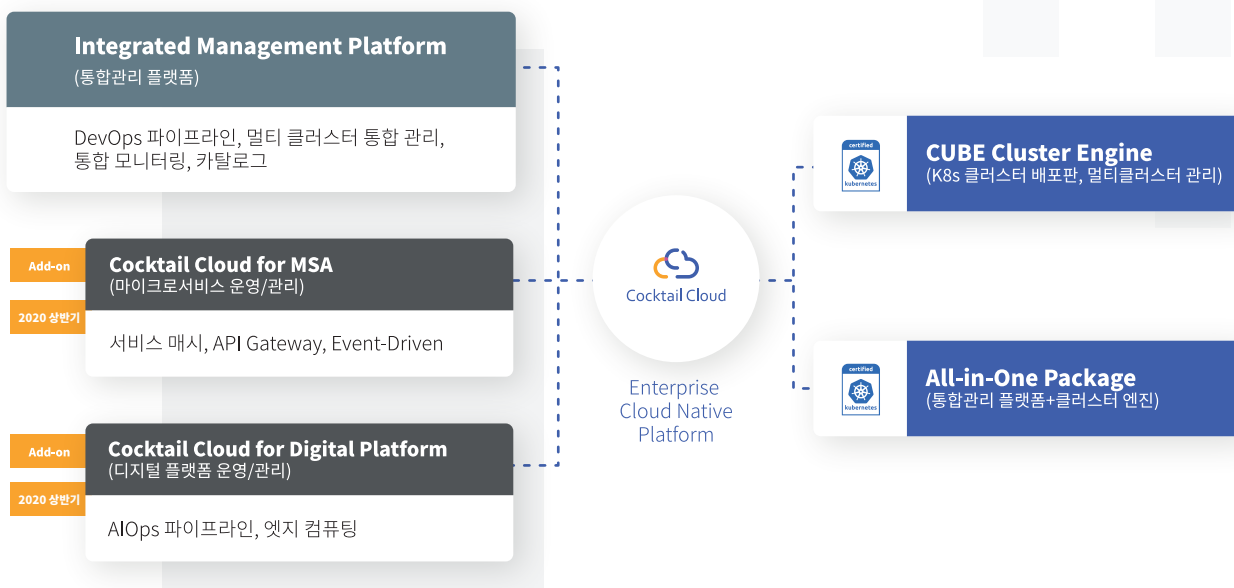 Integrated Management Platform
(통합관리 플랫폼)
DevOps 파이프라인, 멀티 클러스터 통합 관리,
통합 모니터링, 카탈로그
Add-on
2020 상반기
Cocktail Cloud for MSA
(마이크로서비스 운영/관리)
서비스 매시, API Gateway, Event-Driven
Add-on
2020 상반기
Cocktail Cloud for Digital Platform
(디지털 플랫폼 운영/관리)
AIOps 파이프라인, 엣지 컴퓨팅
Cocktail Cloud
Enterprise
Cloud Native
Platform
certified
kubernetes
CUBE Cluster Engine
(K8s 클러스터 배포판, 멀티클러스터 관리)
certified
kubernetes
All-in-One Package
(통합관리 플랫폼+클러스터 엔진)